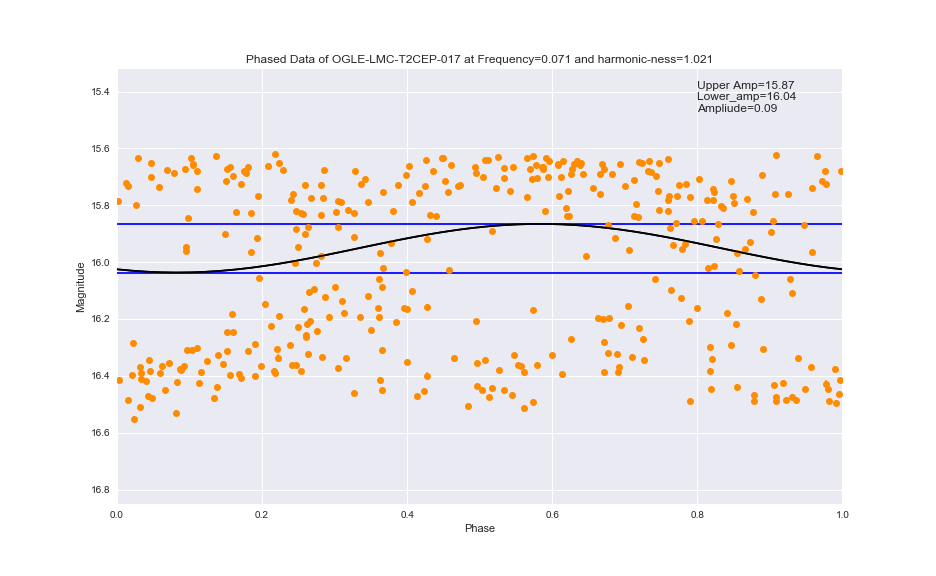 Phased Data of OGLE-LMC-T2CEP-017 at Frequency=0.071 and harmonic-ness=1.021
Upper Amp=15.87
Lower_amp=16.04
Ampliude=0.09
15.4
15.6
15.8
16.0
16.2
16.4
16.6
16.8
Magnitude
0.0 0.2 0.4 0.6 0.8 1.0
Phase